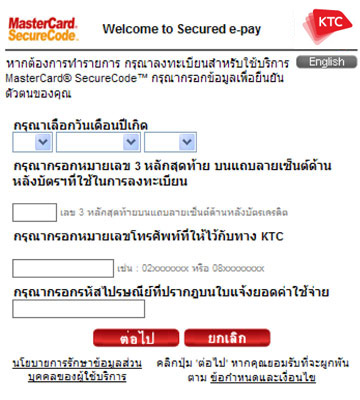 MasterCard® SecureCode™
Welcome to Secured e-pay
KTC
หากต้องการทำรายการ กรุณาลงทะเบียนสำหรับใช้บริการ
English
MasterCard® SecureCode™ กรุณากรอกข้อมูลเพื่อยืนยัน
ตัวตนของคุณ
กรุณาเลือกวันเดือนปีเกิด
กรุณากรอกหมายเลข 3 หลักสุดท้าย บนแถบลายเซ็นต์ด้าน
หลังบัตรฯที่ใช้ในการลงทะเบียน
เลข 3 หลักสุดท้ายบนแถบลายเซ็นต์ด้านหลังบัตรเครดิต
กรุณากรอกหมายเลขโทรศัพท์ที่ให้ไว้กับทาง KTC
เช่น : 02xxxxxxx หรือ 08xxxxxxxx
กรุณากรอกรหัสไปรษณีย์ที่ปรากฎบนใบแจ้งยอดค่าใช้จ่าย
ต่อไป
ยกเลิก
นโยบายการรักษาข้อมูลส่วน
บุคคลของผู้ใช้บริการ
คลิกปุ่ม 'ต่อไป' หากคุณยอมรับที่จะผูกพัน
ตาม ข้อกำหนดและเงื่อนไข